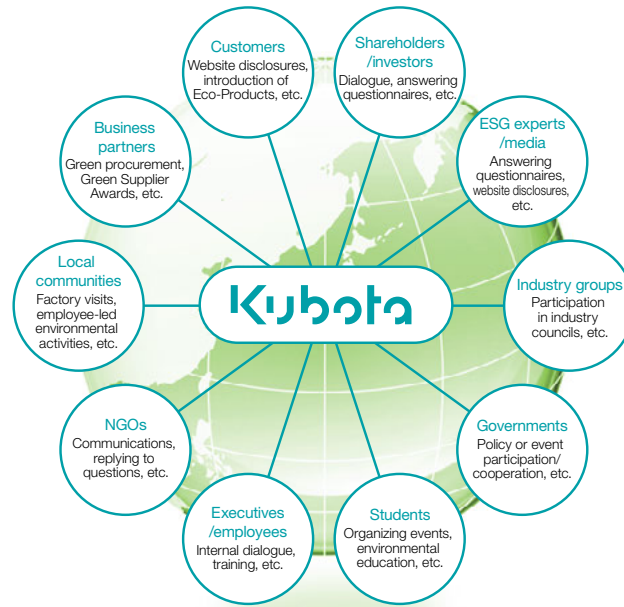 Customers
Website disclosures,
introduction of
Eco-Products, etc.
Shareholders
/investors
Dialogue, answering
questionnaires, etc.
Business
partners
Green procurement,
Green Supplier
Awards, etc.
ESG experts
/media
Answering
questionnaires,
website disclosures,
etc.
Local
communities
Factory visits,
employee-led
environmental
activities, etc.
Kubota
Industry groups
Participation
in industry
councils, etc.
NGOs
Communications,
replying to
questions, etc.
Governments
Policy or event
participation/
cooperation, etc.
Executives
/employees
Internal dialogue,
training, etc.
Students
Organizing events,
environmental
education, etc.